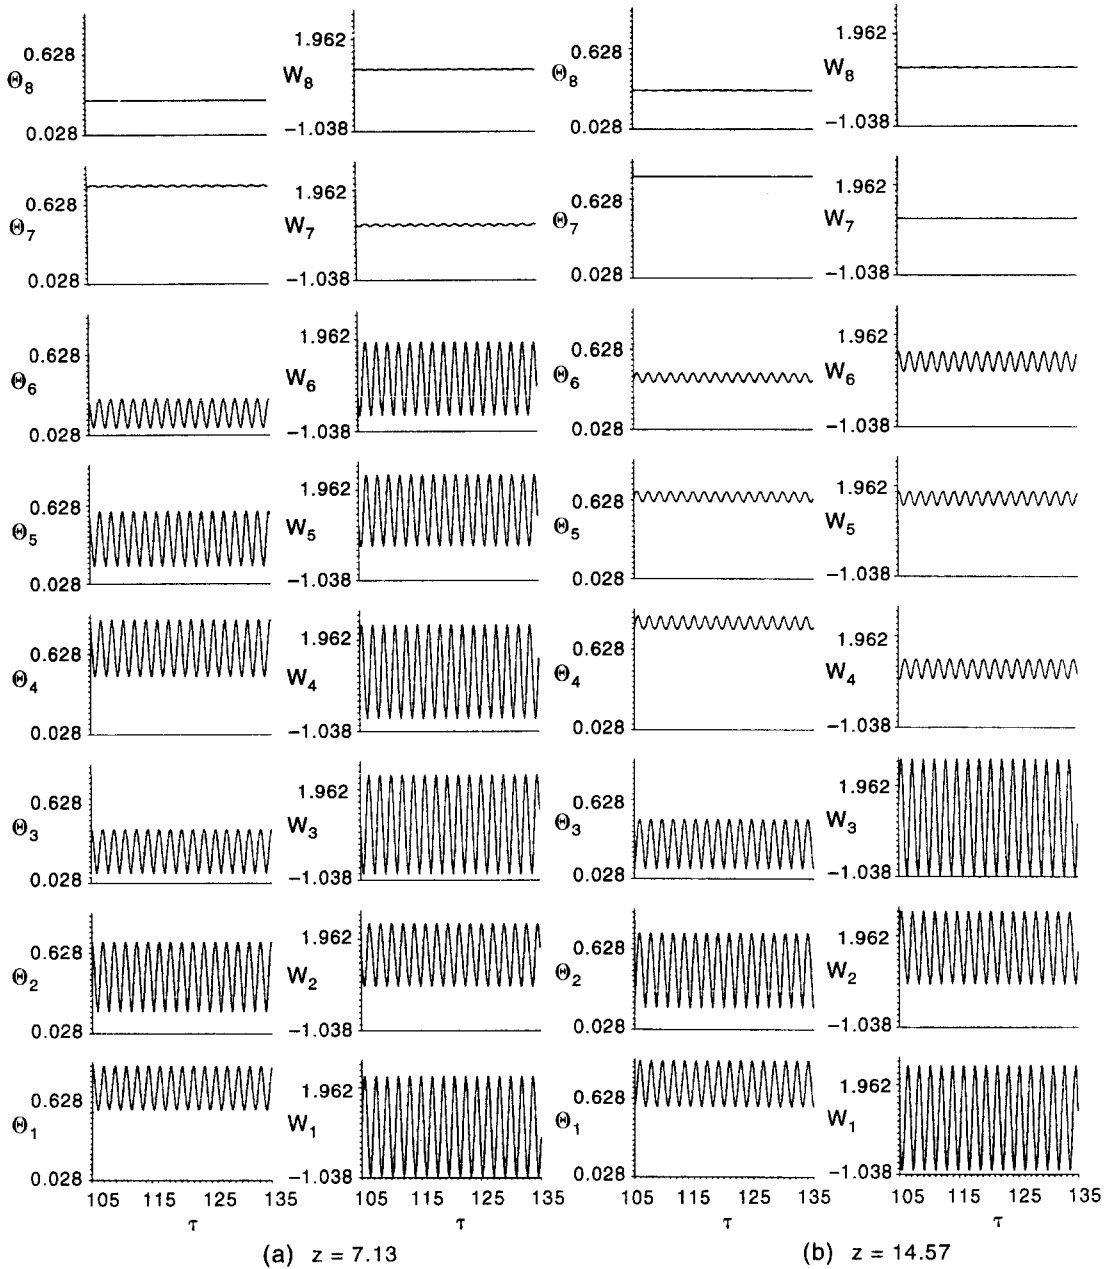 0.628 Θ8 0.028 1.962 W8 −1.038 0.628 Θ8 0.028 1.962 W8 −1.038
0.628 Θ7 0.028 1.962 W7 −1.038 0.628 Θ7 0.028 1.962 W7 −1.038
0.628 Θ6 0.028 1.962 W6 −1.038 0.628 Θ6 0.028 1.962 W6 −1.038
0.628 Θ5 0.028 1.962 W5 −1.038 0.628 Θ5 0.028 1.962 W5 −1.038
0.628 Θ4 0.028 1.962 W4 −1.038 0.628 Θ4 0.028 1.962 W4 −1.038
0.628 Θ3 0.028 1.962 W3 −1.038 0.628 Θ3 0.028 1.962 W3 −1.038
0.628 Θ2 0.028 1.962 W2 −1.038 0.628 Θ2 0.028 1.962 W2 −1.038
0.628 Θ1 0.028 1.962 W1 −1.038 0.628 Θ1 0.028 1.962 W1 −1.038
105 115 125 135 105 115 125 135 105 115 125 135 105 115 125 135
τ τ τ τ
(a) z = 7.13 (b) z = 14.57